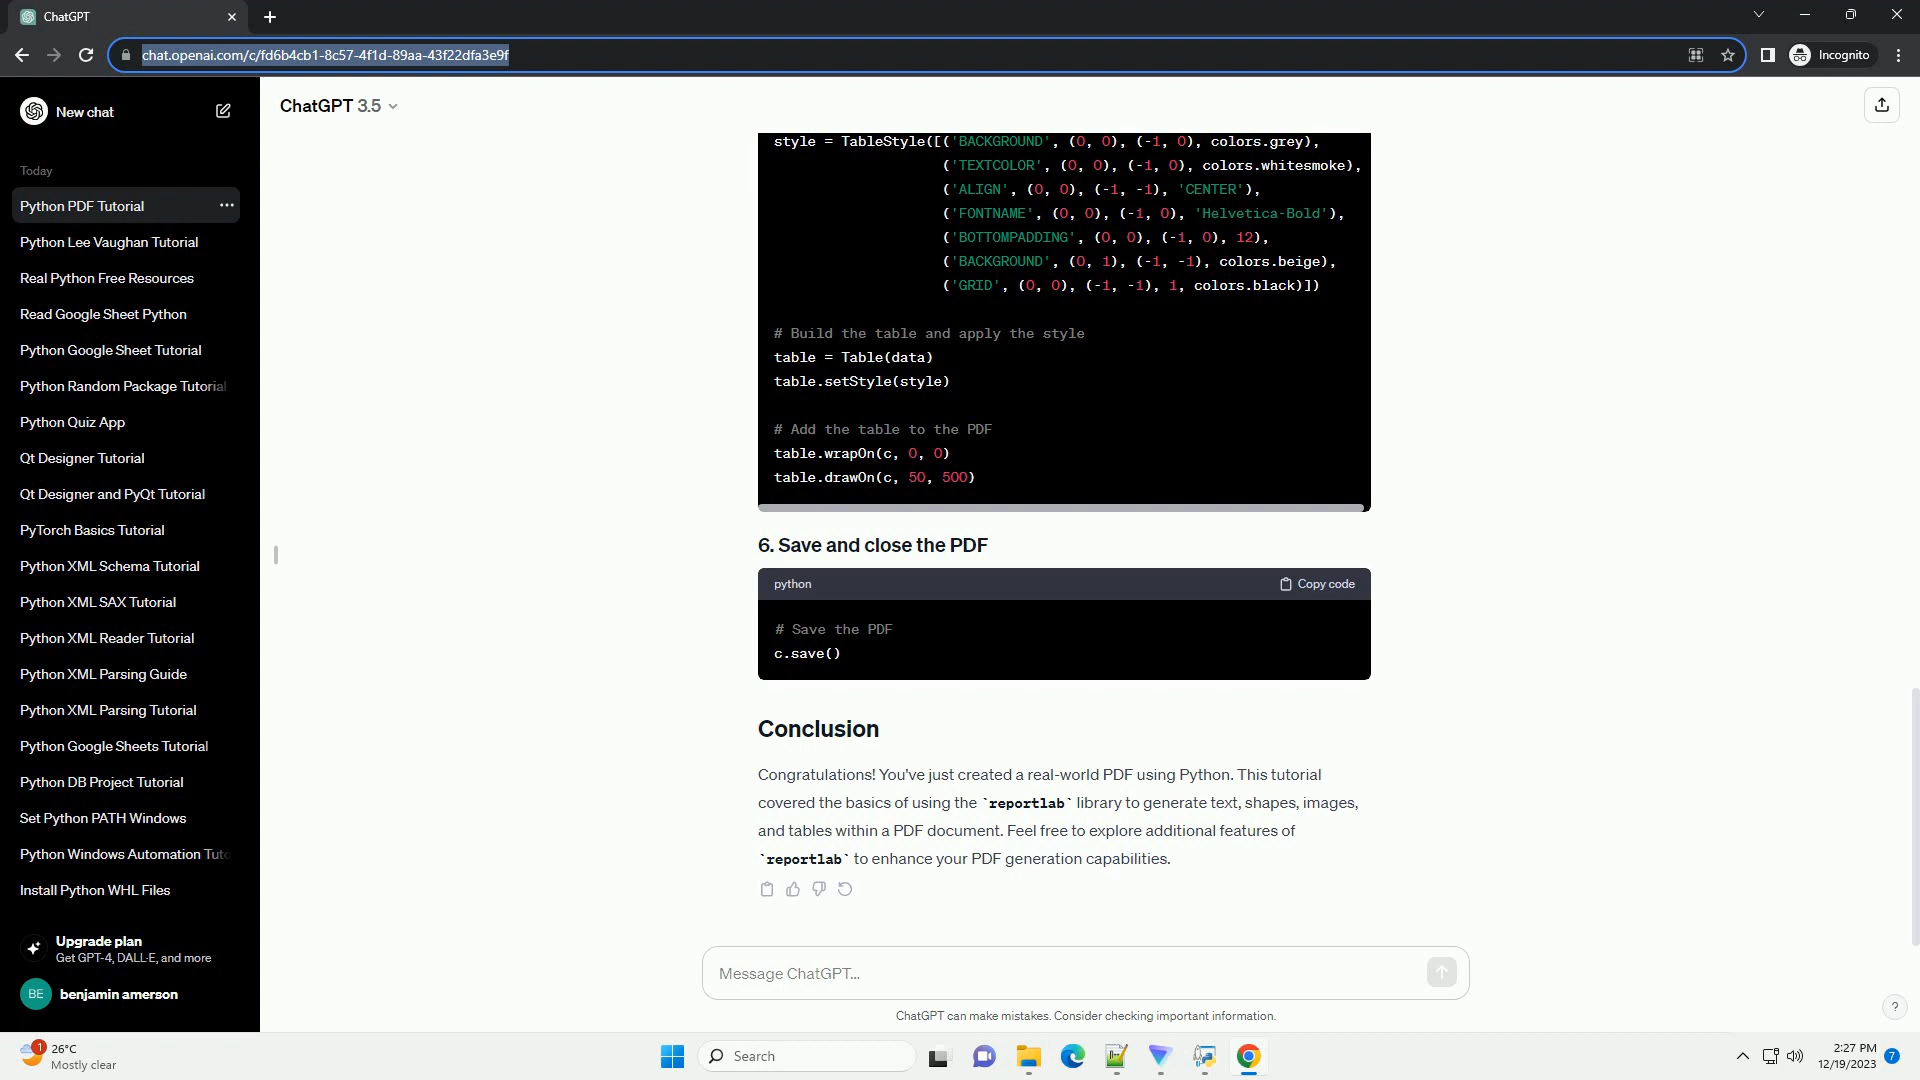 ChatGPT
chat.openai.com/c/fd6b4cb1-8c57-4f1d-89aa-43f22dfa3e9f
Incognito
New chat
Today
Python PDF Tutorial
Python Lee Vaughan Tutorial
Real Python Free Resources
Read Google Sheet Python
Python Google Sheet Tutorial
Python Random Package Tutorial
Python Quiz App
Qt Designer Tutorial
Qt Designer and PyQt Tutorial
PyTorch Basics Tutorial
Python XML Schema Tutorial
Python XML SAX Tutorial
Python XML Reader Tutorial
Python XML Parsing Guide
Python XML Parsing Tutorial
Python Google Sheets Tutorial
Python DB Project Tutorial
Set Python PATH Windows
Python Windows Automation Tuto
Install Python WHL Files
Upgrade plan
Get GPT-4, DALL·E, and more
BE
benjamin amerson
ChatGPT 3.5
style = TableStyle([('BACKGROUND', (0, 0), (-1, 0), colors.grey),
('TEXTCOLOR', (0, 0), (-1, 0), colors.whitesmoke),
('ALIGN', (0, 0), (-1, -1), 'CENTER'),
('FONTNAME', (0, 0), (-1, 0), 'Helvetica-Bold'),
('BOTTOMPADDING', (0, 0), (-1, 0), 12),
('BACKGROUND', (0, 1), (-1, -1), colors.beige),
('GRID', (0, 0), (-1, -1), 1, colors.black)])
# Build the table and apply the style
table = Table(data)
table.setStyle(style)
# Add the table to the PDF
table.wrapOn(c, 0, 0)
table.drawOn(c, 50, 500)
6. Save and close the PDF
python
Copy code
# Save the PDF
c.save()
Conclusion
Congratulations! You've just created a real-world PDF using Python. This tutorial
covered the basics of using the `reportlab` library to generate text, shapes, images,
and tables within a PDF document. Feel free to explore additional features of
`reportlab` to enhance your PDF generation capabilities.
Message ChatGPT...
ChatGPT can make mistakes. Consider checking important information.
?
1
26°C
Mostly clear
Search
2:27 PM
12/19/2023
7